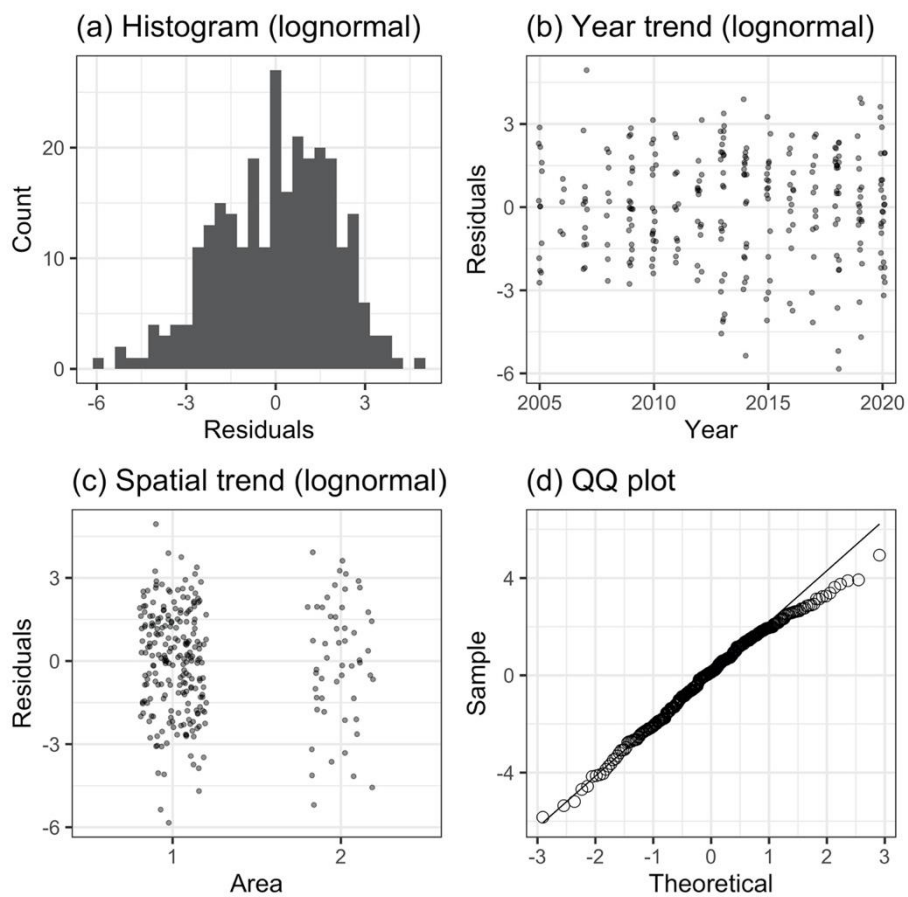 (a) Histogram (lognormal)
20
10
0
Count
-6 -3 0 3
Residuals
(b) Year trend (lognormal)
3
0
-3
-6
Residuals
2005 2010 2015 2020
Year
(c) Spatial trend (lognormal)
3
0
-3
-6
Residuals
1 2
Area
(d) QQ plot
4
0
-4
Sample
-3 -2 -1 0 1 2 3
Theoretical